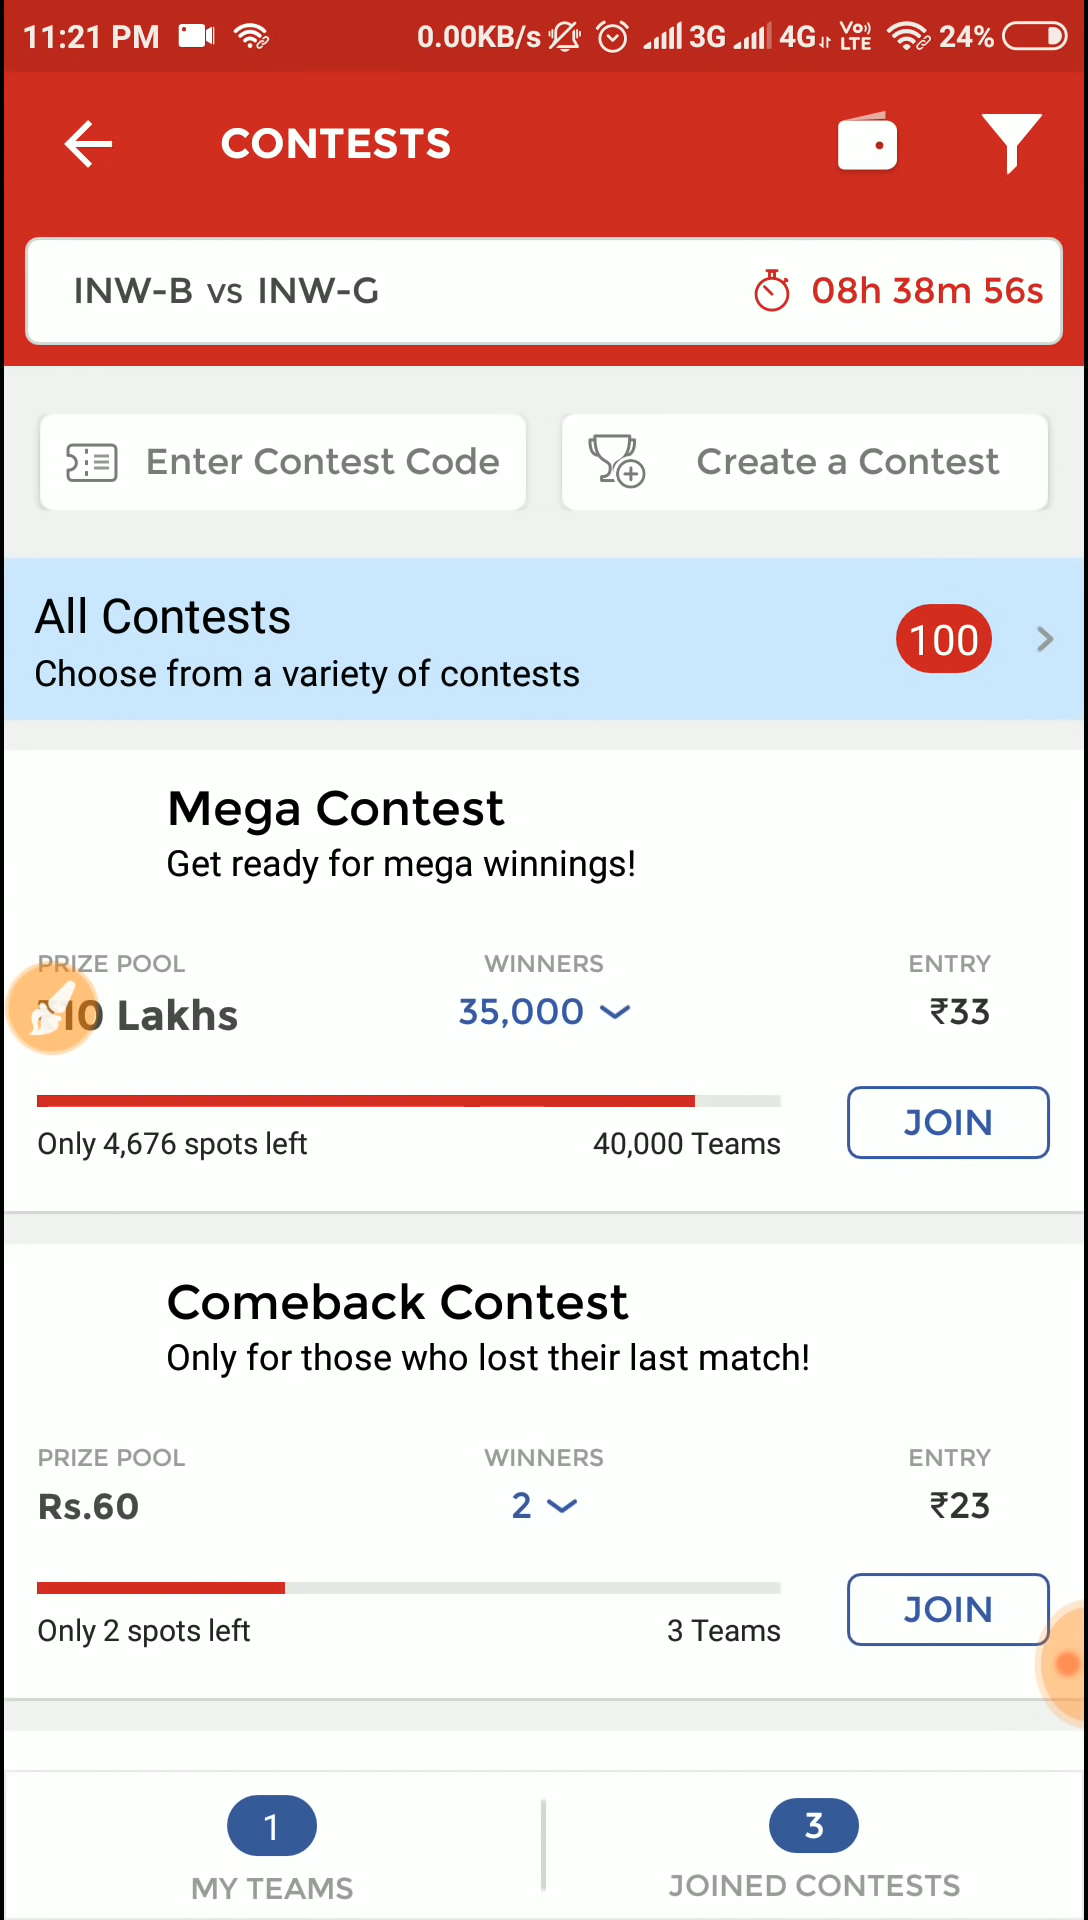 11:21 PM 0.00KB/s 3G 4G VoLTE 24%
CONTESTS
INW-B vs INW-G 08h 38m 56s
Enter Contest Code Create a Contest
All Contests
100
Choose from a variety of contests
Mega Contest
Get ready for mega winnings!
PRIZE POOL WINNERS ENTRY
10 Lakhs 35,000 ₹33
JOIN
Only 4,676 spots left 40,000 Teams
Comeback Contest
Only for those who lost their last match!
PRIZE POOL WINNERS ENTRY
Rs.60 2 ₹23
JOIN
Only 2 spots left 3 Teams
1 3
MY TEAMS JOINED CONTESTS